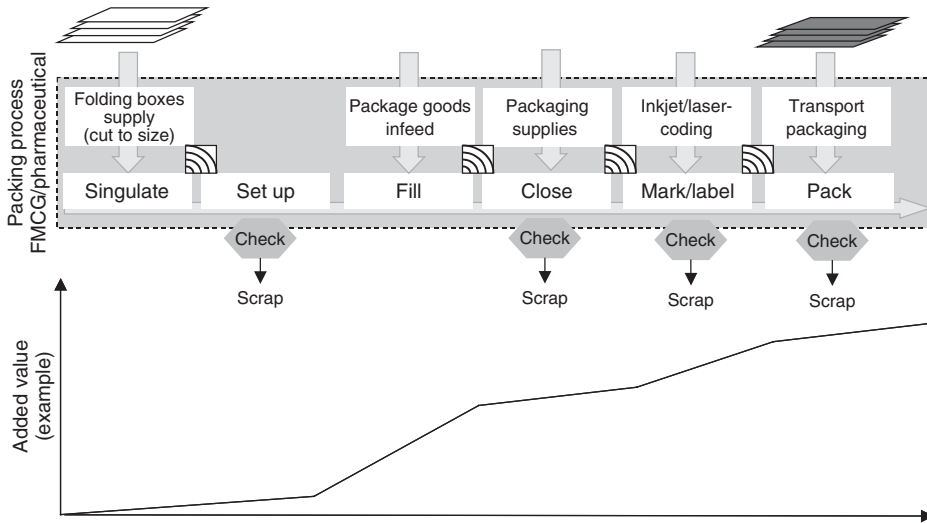 Packing process
FMCG/pharmaceutical
Folding boxes
supply
(cut to size)
Package goods
infeed
Packaging
supplies
Inkjet/laser-
coding
Transport
packaging
Singulate
Set up
Fill
Close
Mark/label
Pack
Check
Check
Check
Check
Scrap
Scrap
Scrap
Scrap
Added value
(example)